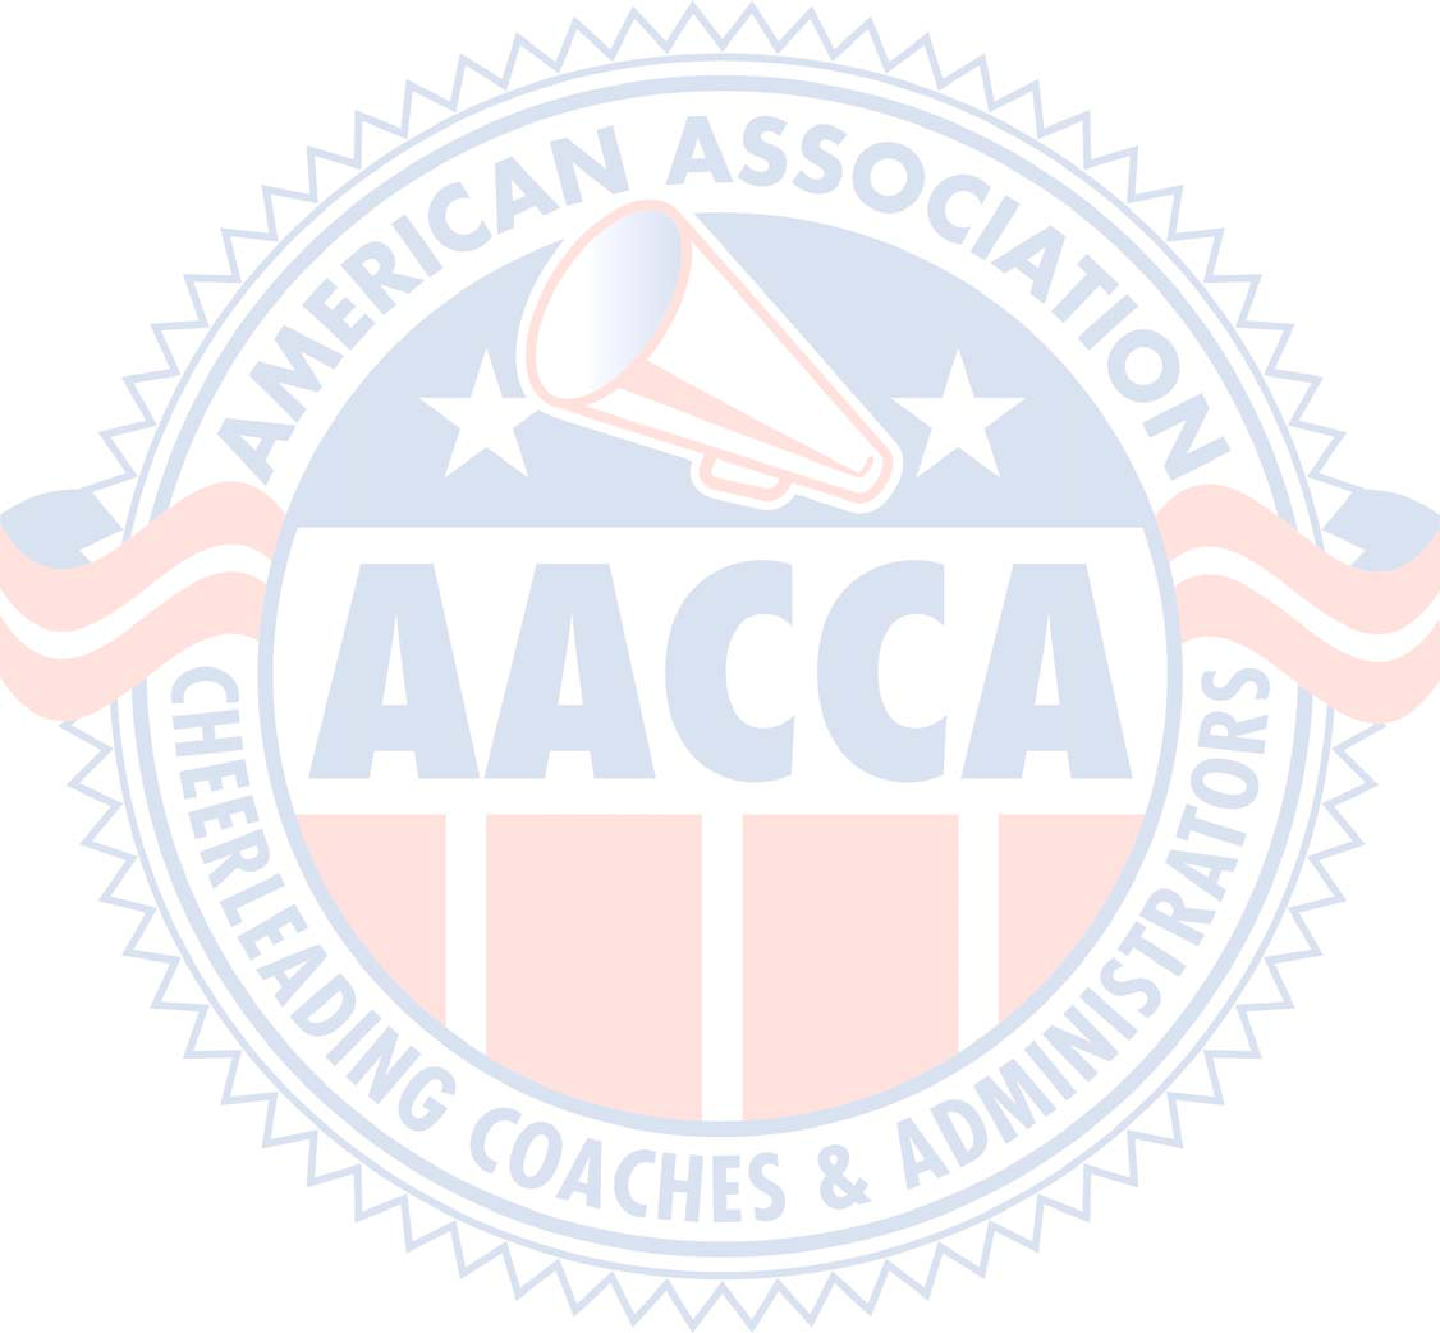 AMERICAN ASSOCIATION
AACCA
CHEERLEADING COACHES & ADMINISTRATORS